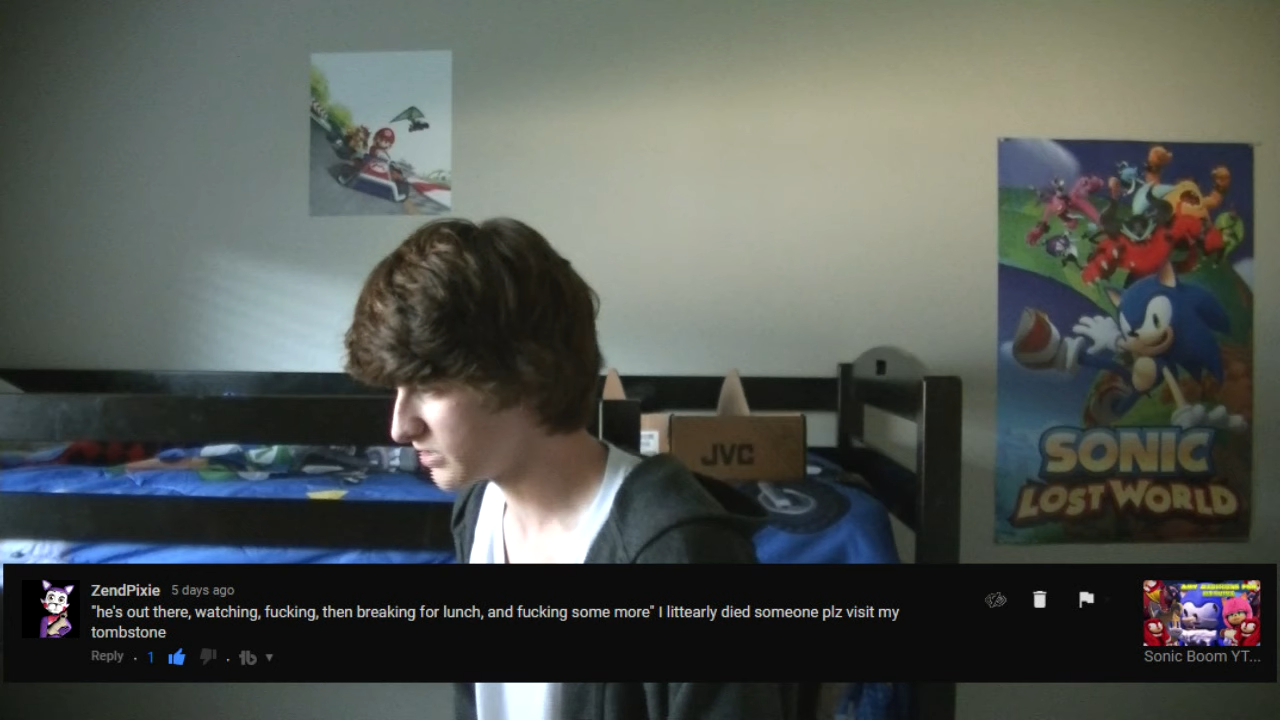 JVC
SONIC
LOST WORLD
ZendPixie 5 days ago
"he's out there, watching, fucking, then breaking for lunch, and fucking some more" I littearly died someone plz visit my
tombstone
Reply · 1
Sonic Boom YT...